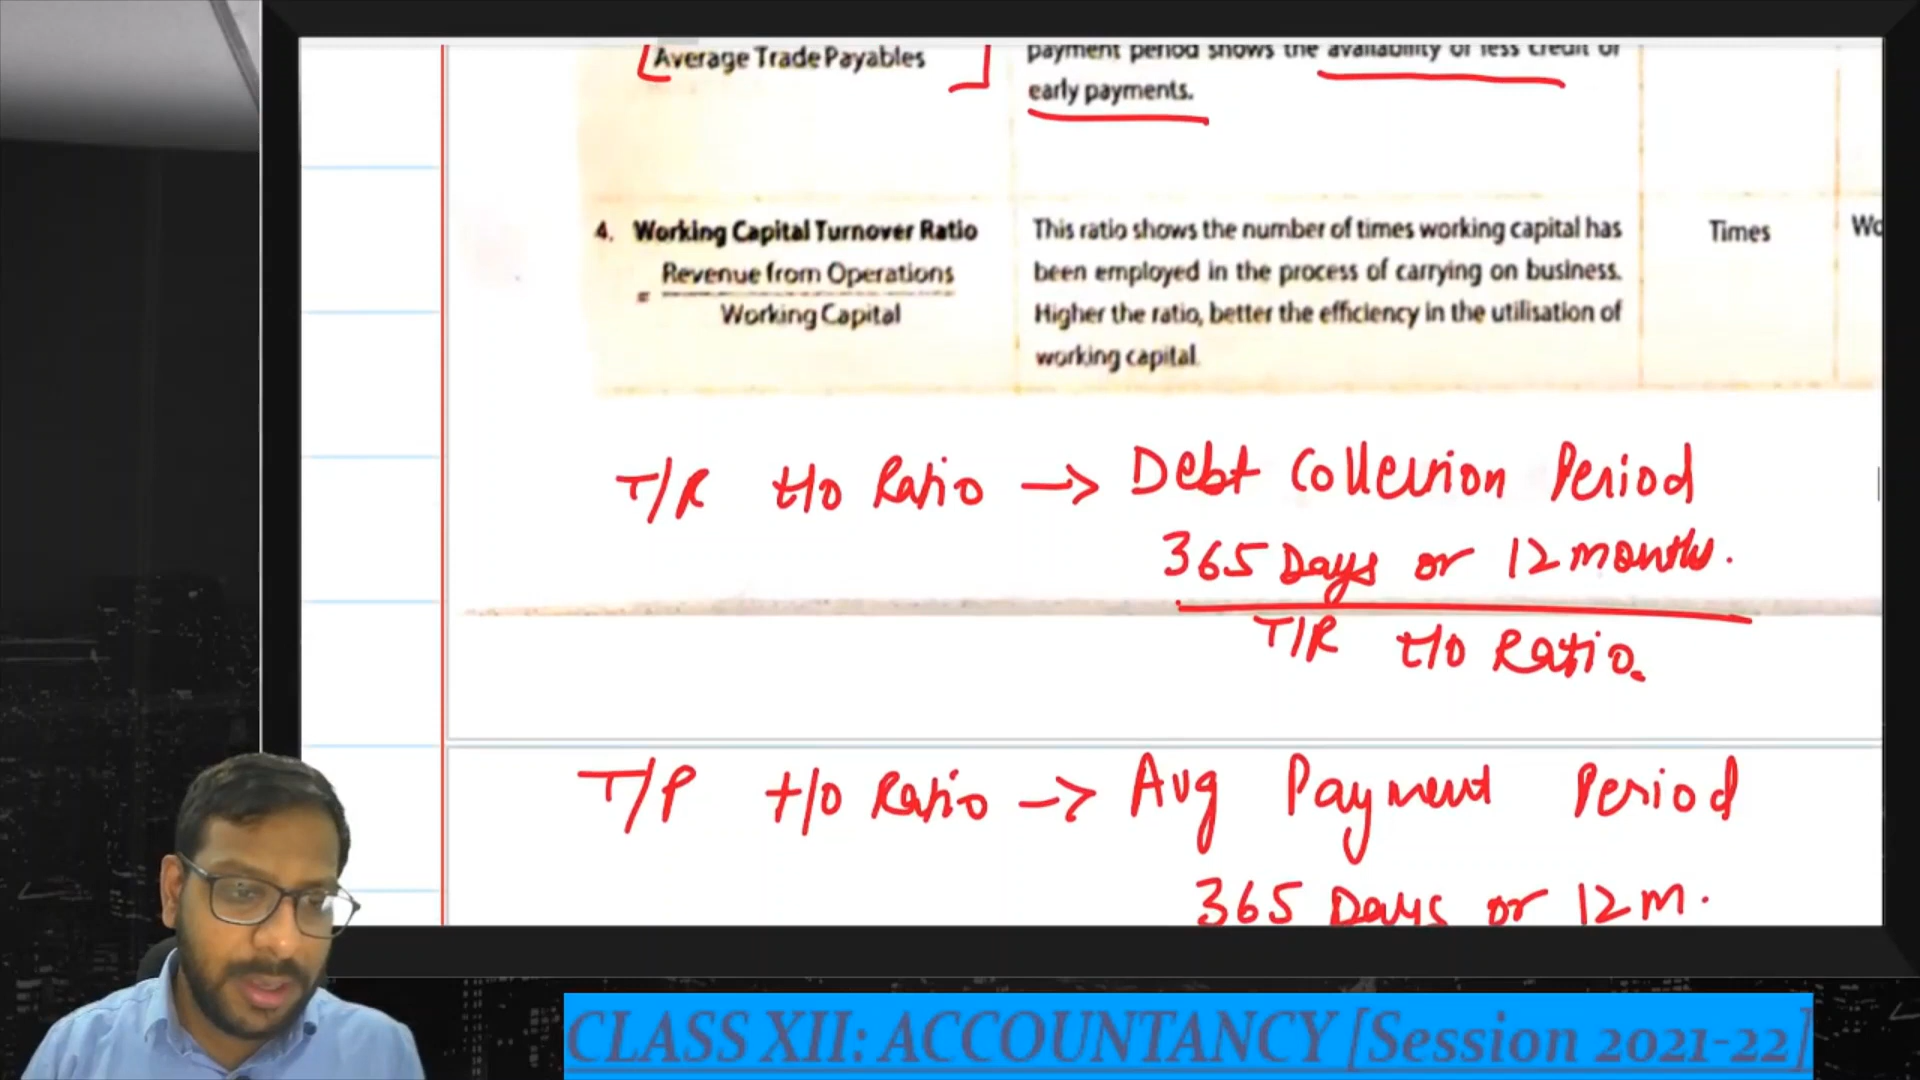 Average Trade Payables
payment period shows the availability of less credit or
early payments.
4. Working Capital Turnover Ratio
= Revenue from Operations
Working Capital
This ratio shows the number of times working capital has
been employed in the process of carrying on business.
Higher the ratio, better the efficiency in the utilisation of
working capital.
Times
Wo
T/R t/o Ratio -> Debt Collection Period
365 Days or 12 months.
T/R t/o Ratio.
T/P t/o Ratio -> Avg Payment Period
365 Days or 12 m.
CLASS XII: ACCOUNTANCY [Session 2021-22]